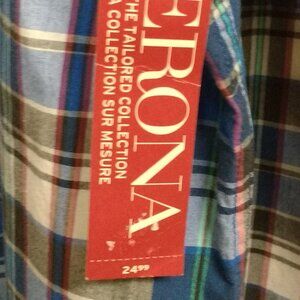 ERONA
THE TAILORED COLLECTION
A COLLECTION SUR MESURE
24.99